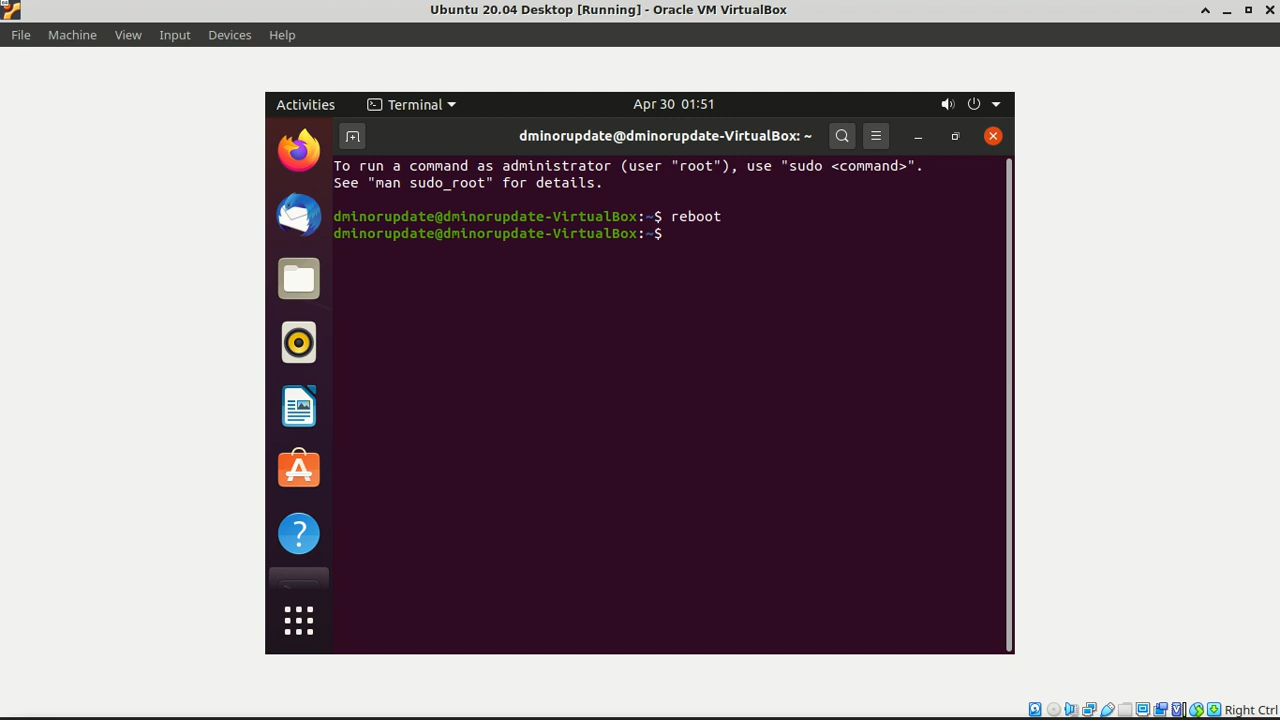 Ubuntu 20.04 Desktop [Running] - Oracle VM VirtualBox
File Machine View Input Devices Help
Activities Terminal Apr 30 01:51
dminorupdate@dminorupdate-VirtualBox: ~
To run a command as administrator (user "root"), use "sudo <command>".
See "man sudo_root" for details.
dminorupdate@dminorupdate-VirtualBox:~$ reboot
dminorupdate@dminorupdate-VirtualBox:~$
Right Ctrl